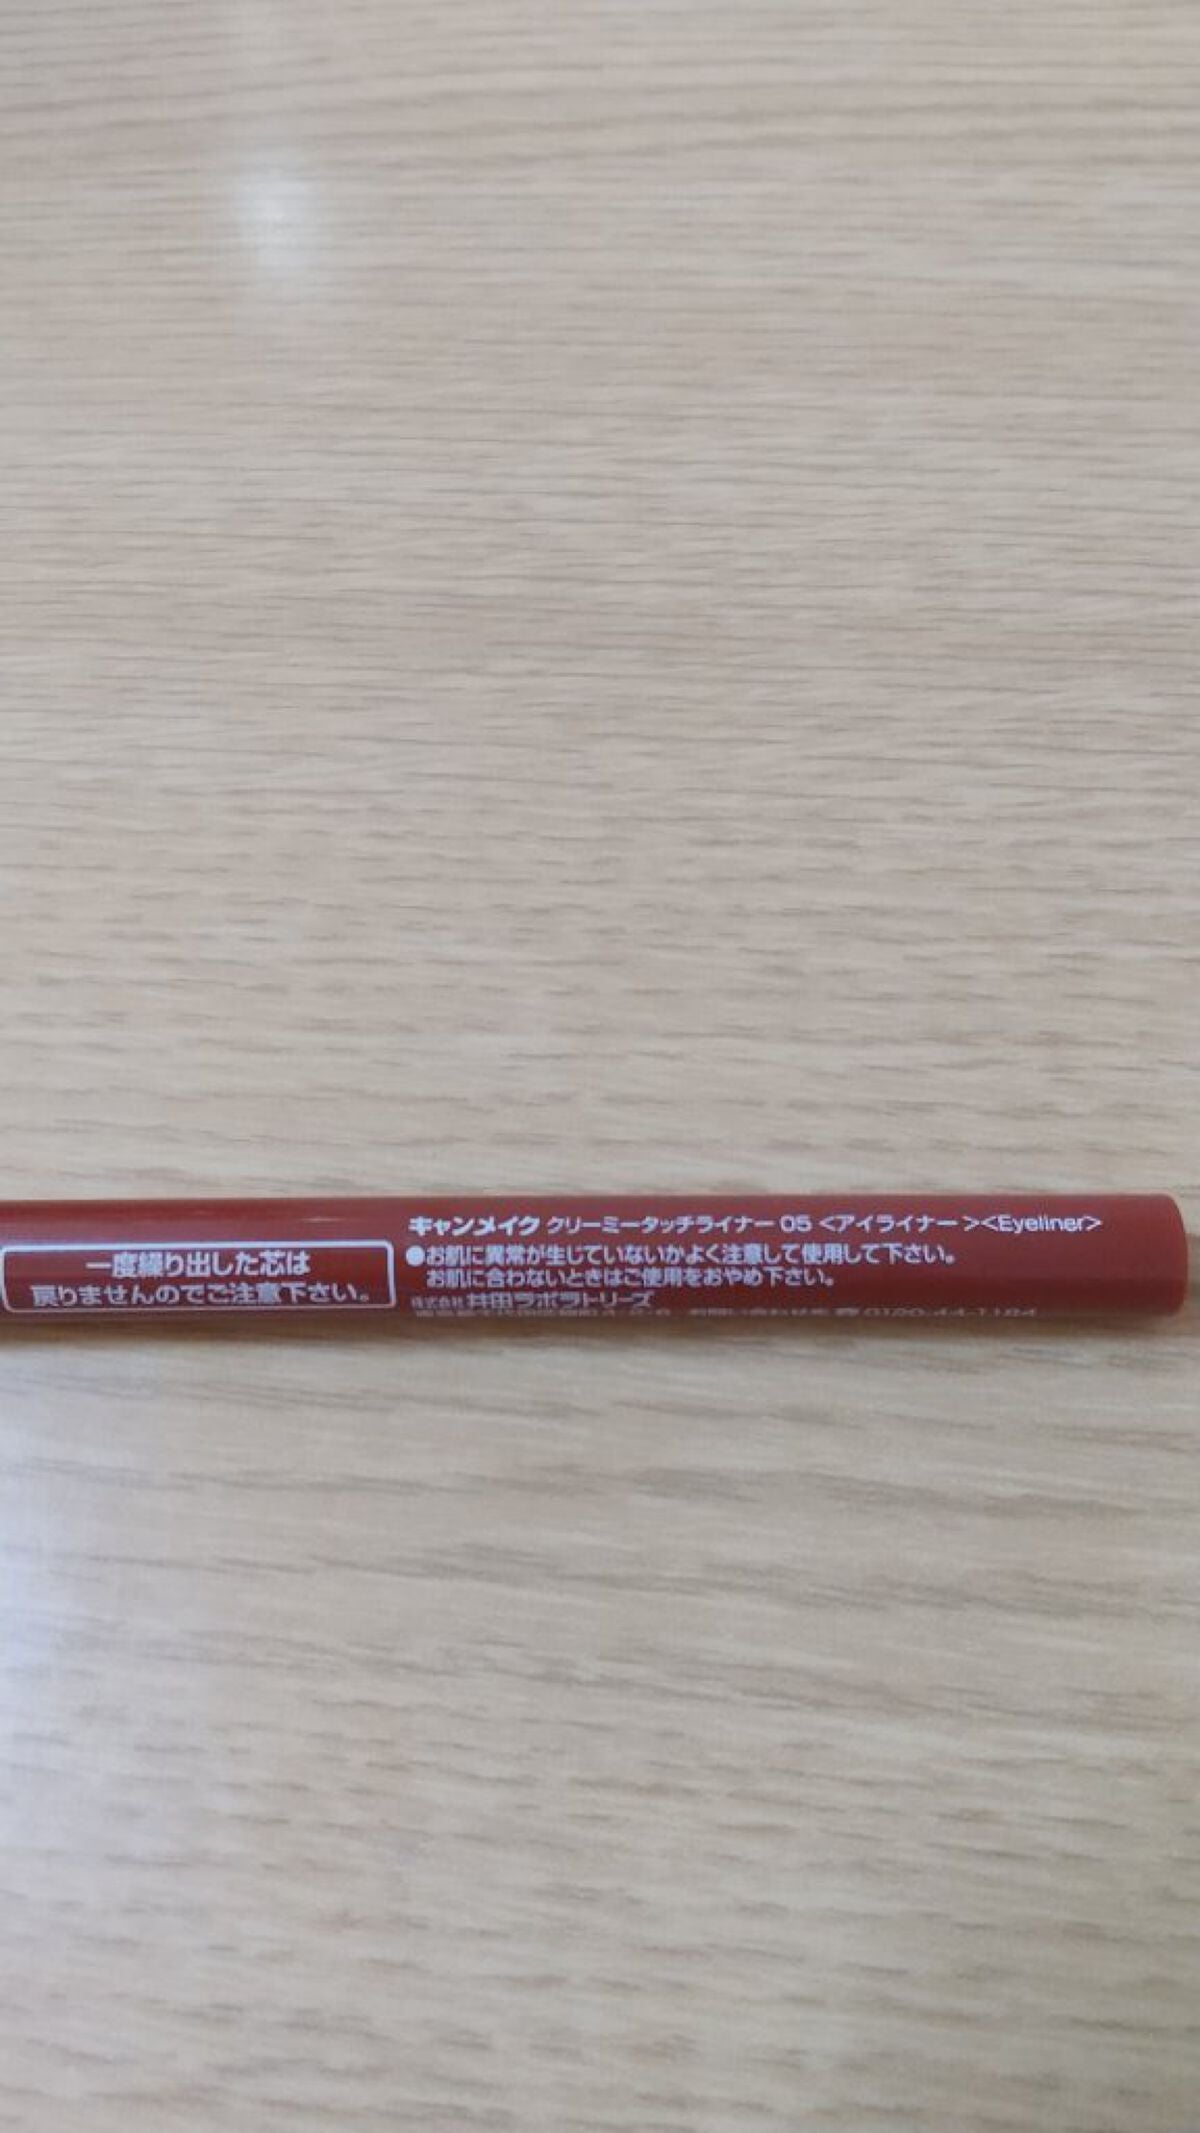 一度繰り出した芯は
戻りませんのでご注意下さい。
キャンメイク クリーミータッチライナー 05 <アイライナー><Eyeliner>
●お肌に異常が生じていないかよく注意して使用して下さい。
お肌に合わないときはご使用をおやめ下さい。
株式会社 井田ラボラトリーズ
0120-44-1184